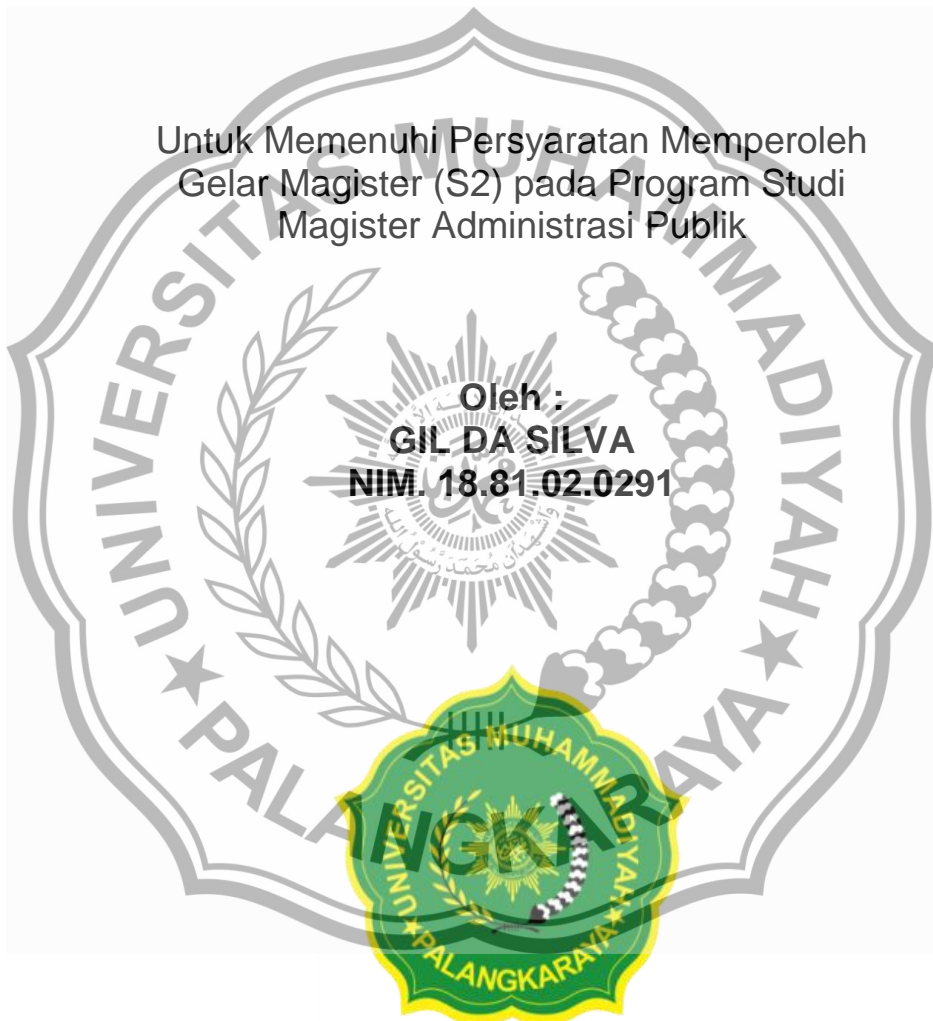 Untuk Memenuhi Persyaratan Memperoleh
Gelar Magister (S2) pada Program Studi
Magister Administrasi Publik
Oleh :
GIL DA SILVA
NIM. 18.81.02.0291
UNIVERSITAS MUHAMMADIYAH
PALANGKARAYA
UNIVERSITAS MUHAMMADIYAH
PALANGKARAYA